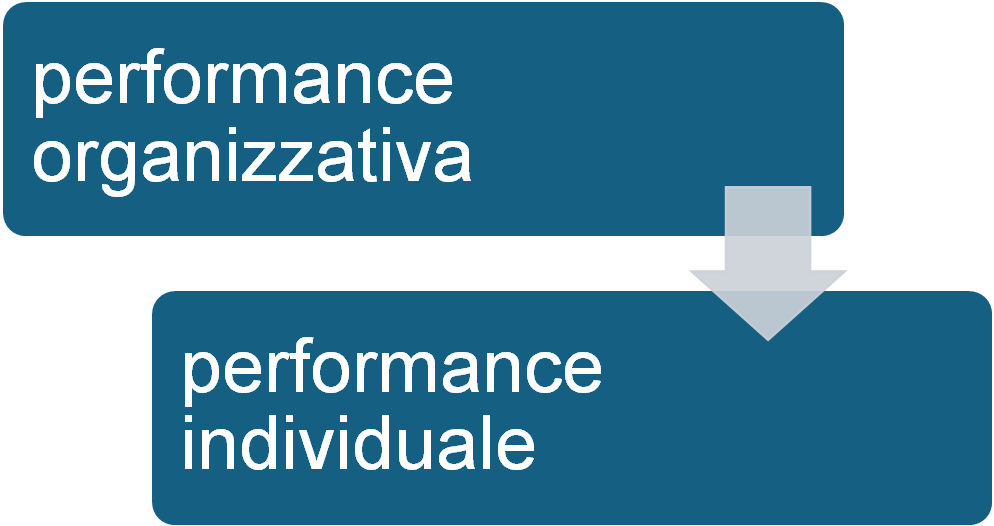 performance
organizzativa
performance
individuale